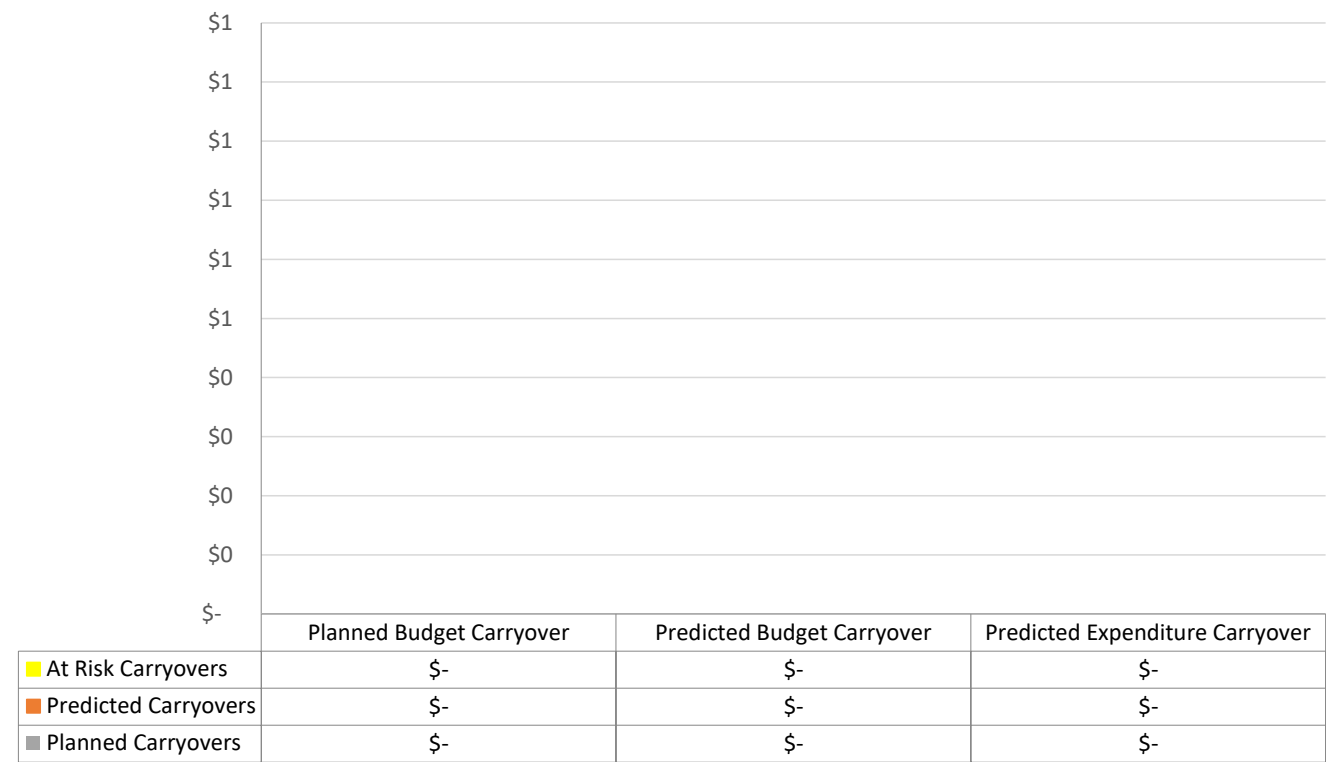 $1
$1
$1
$1
$1
$1
$0
$0
$0
$0
$-
Planned Budget Carryover Predicted Budget Carryover Predicted Expenditure Carryover
At Risk Carryovers $- $- $-
Predicted Carryovers $- $- $-
Planned Carryovers $- $- $-